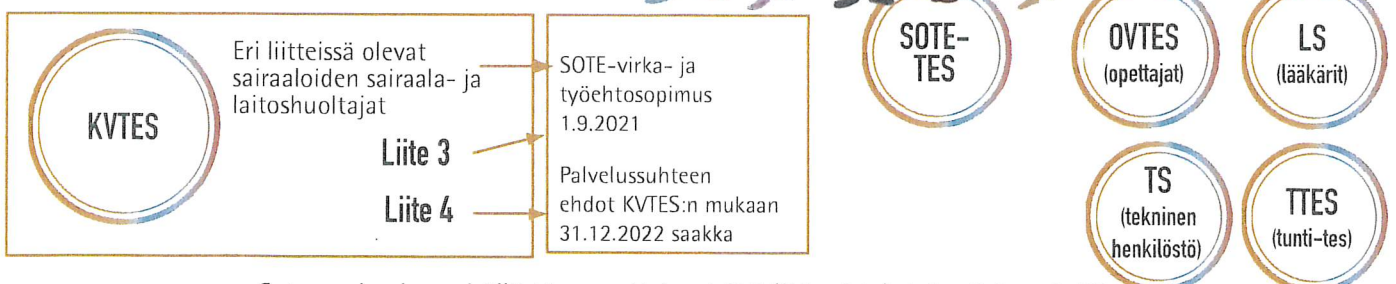 KVTES
Eri liitteissä olevat
sairaaloiden sairaala- ja
laitoshuoltajat
Liite 3
Liite 4
SOTE-virka- ja
työehtosopimus
1.9.2021
Palvelussuhteen
ehdot KVTES:n mukaan
31.12.2022 saakka
SOTE-
TES
OVTES
(opettajat)
LS
(lääkärit)
TS
(tekninen
henkilöstö)
TTES
(tunti-tes)